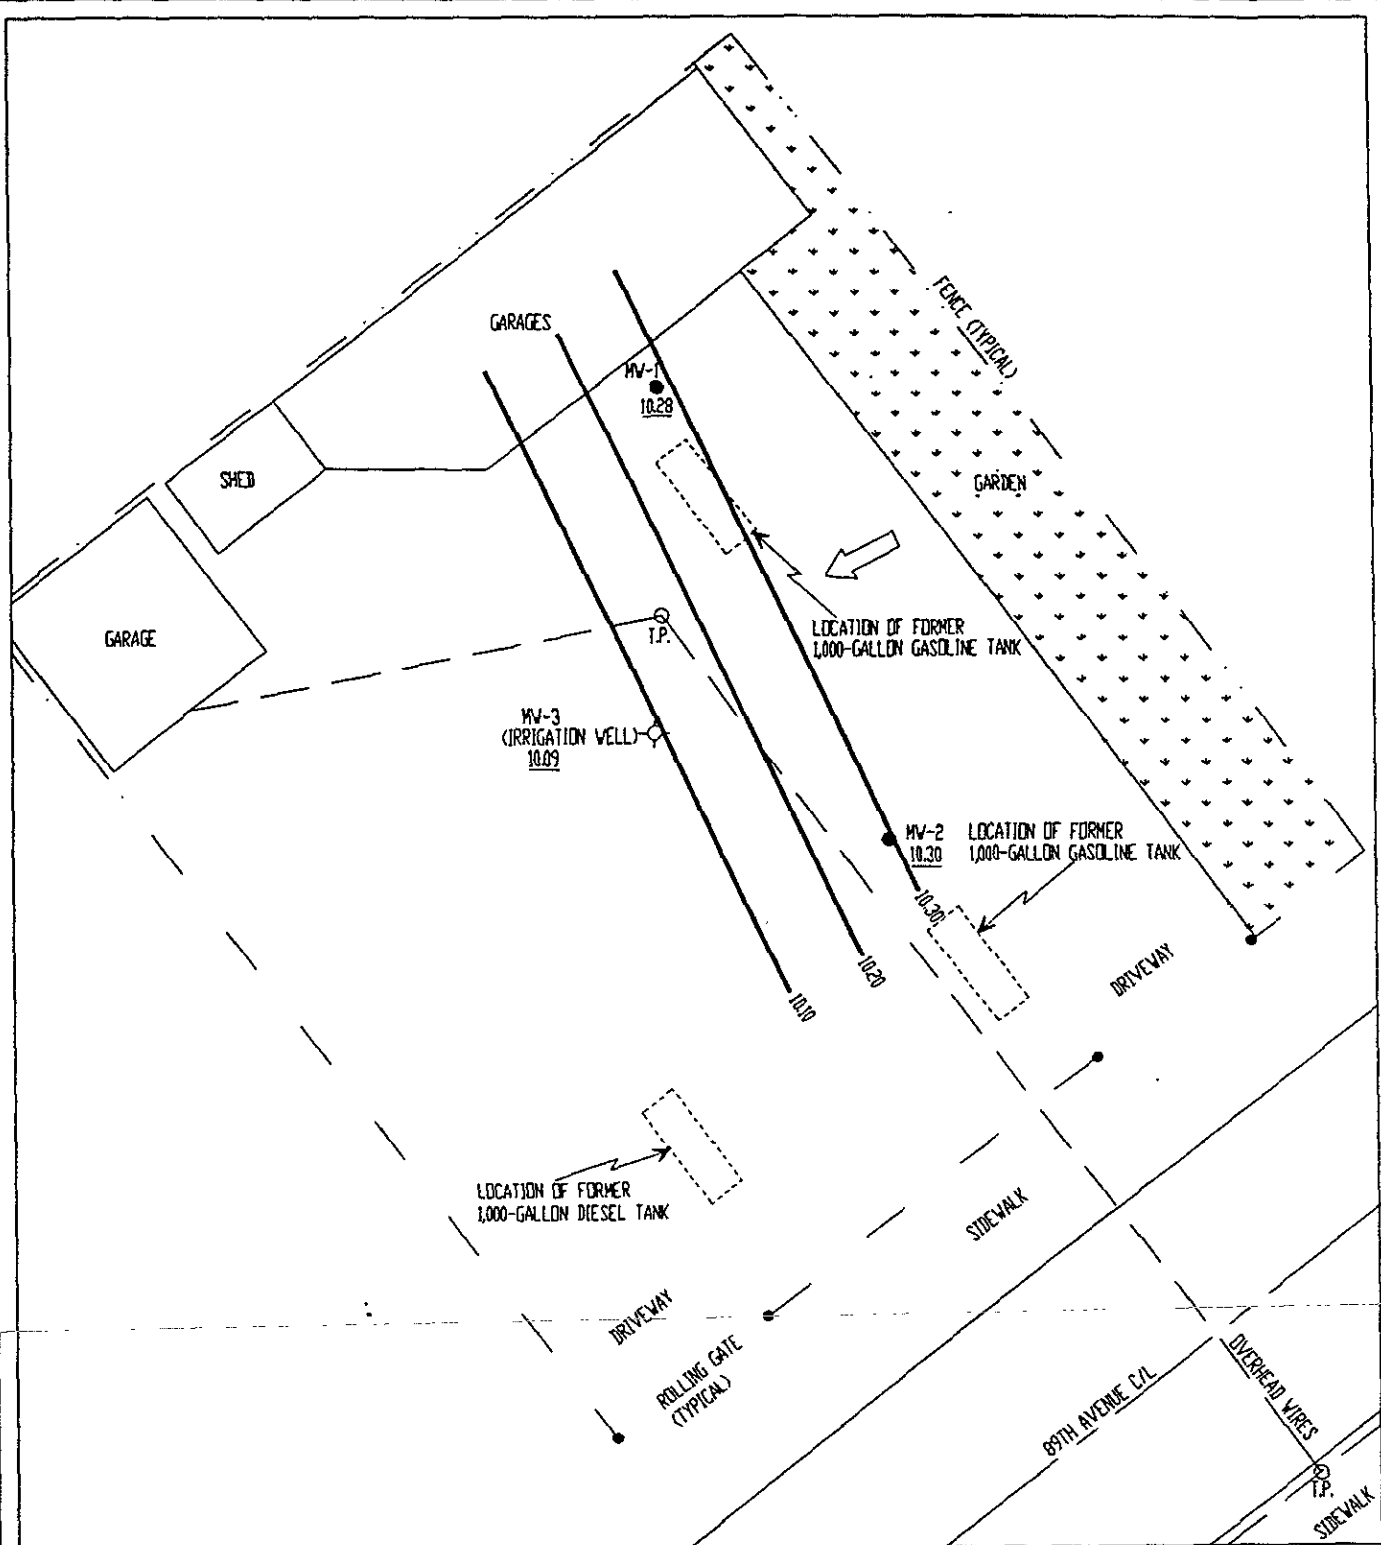 FENCE (TYPICAL)
GARAGES
MW-1
10.28
SHED
GARDEN
GARAGE
T.P.
LOCATION OF FORMER
1,000-GALLON GASOLINE TANK
MW-3
(IRRIGATION WELL)
10.09
MW-2
10.30
LOCATION OF FORMER
1,000-GALLON GASOLINE TANK
10.30
10.20
10.10
DRIVEWAY
LOCATION OF FORMER
1,000-GALLON DIESEL TANK
SIDEWALK
DRIVEWAY
ROLLING GATE
(TYPICAL)
OVERHEAD WIRES
89TH AVENUE C/L
T.P.
SIDEWALK